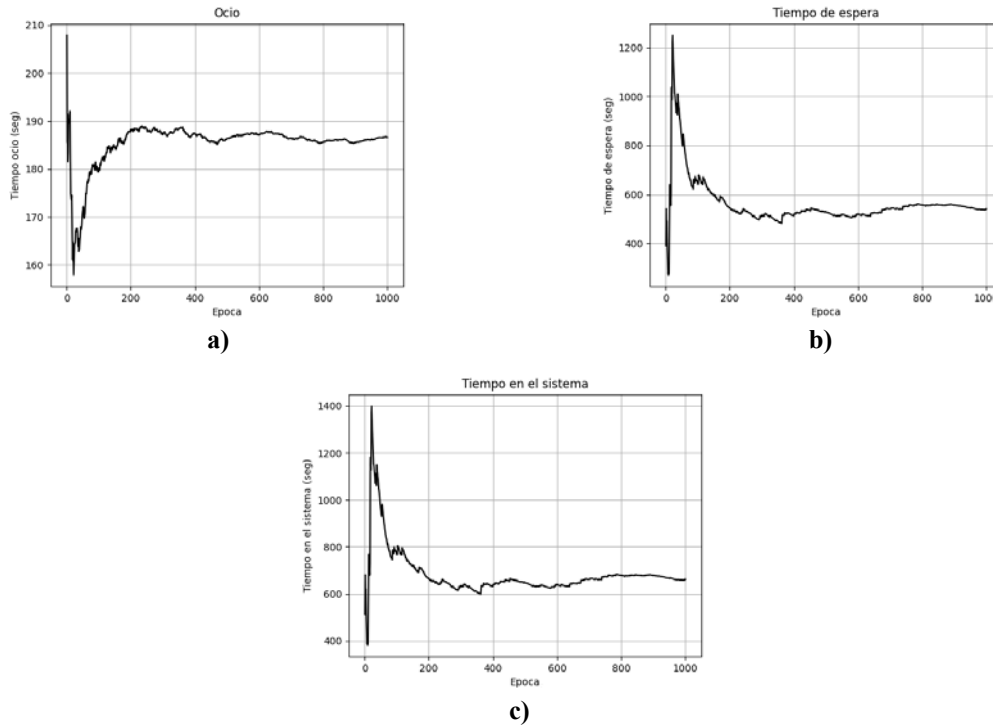 Ocio
Tiempo ocio (seg)
210
200
190
180
170
160
0 200 400 600 800 1000
Epoca
a)
Tiempo de espera
Tiempo de espera (seg)
1200
1000
800
600
400
0 200 400 600 800 1000
Epoca
b)
Tiempo en el sistema
Tiempo en el sistema (seg)
1400
1200
1000
800
600
400
0 200 400 600 800 1000
Epoca
c)